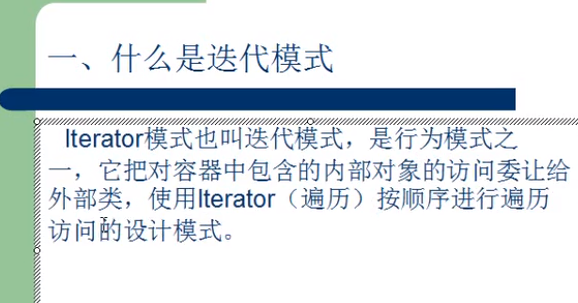 一、什么是迭代模式
Iterator模式也叫迭代模式，是行为模式之
一，它把对容器中包含的内部对象的访问委让给
外部类，使用Iterator（遍历）按顺序进行遍历
访问的设计模式。